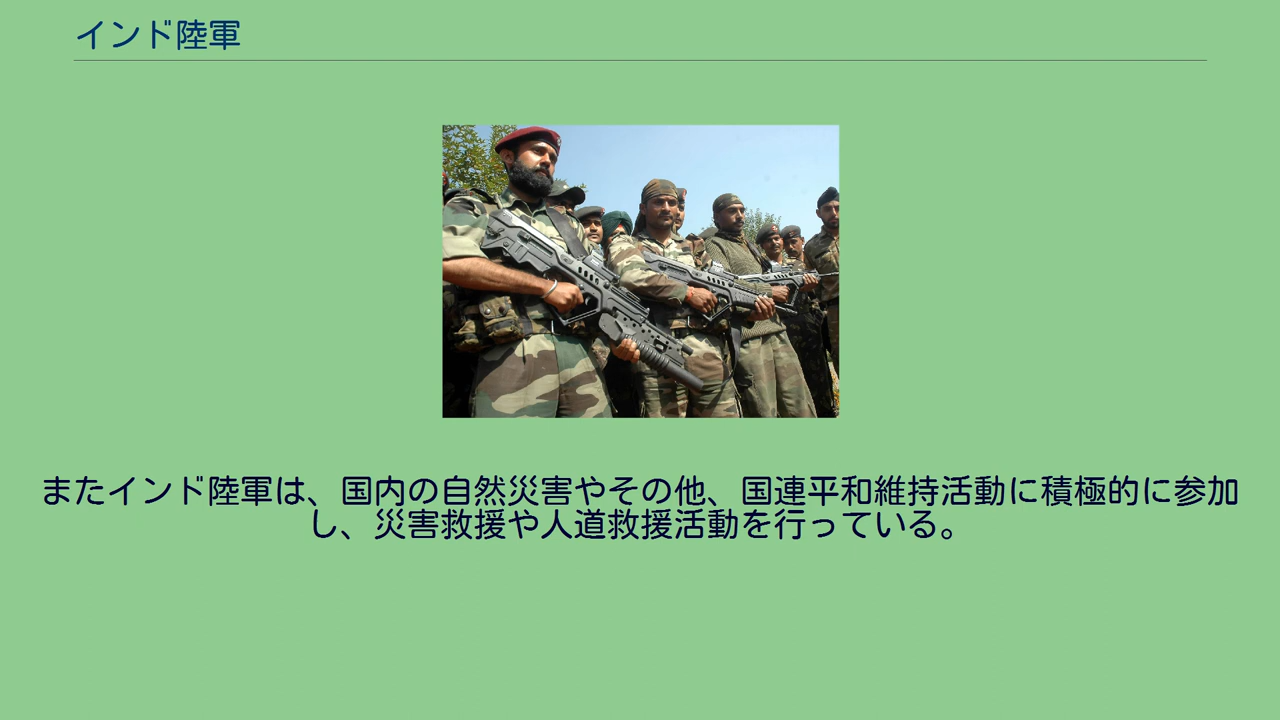 インド陸軍
またインド陸軍は、国内の自然災害やその他、国連平和維持活動に積極的に参加
し、災害救援や人道救援活動を行っている。